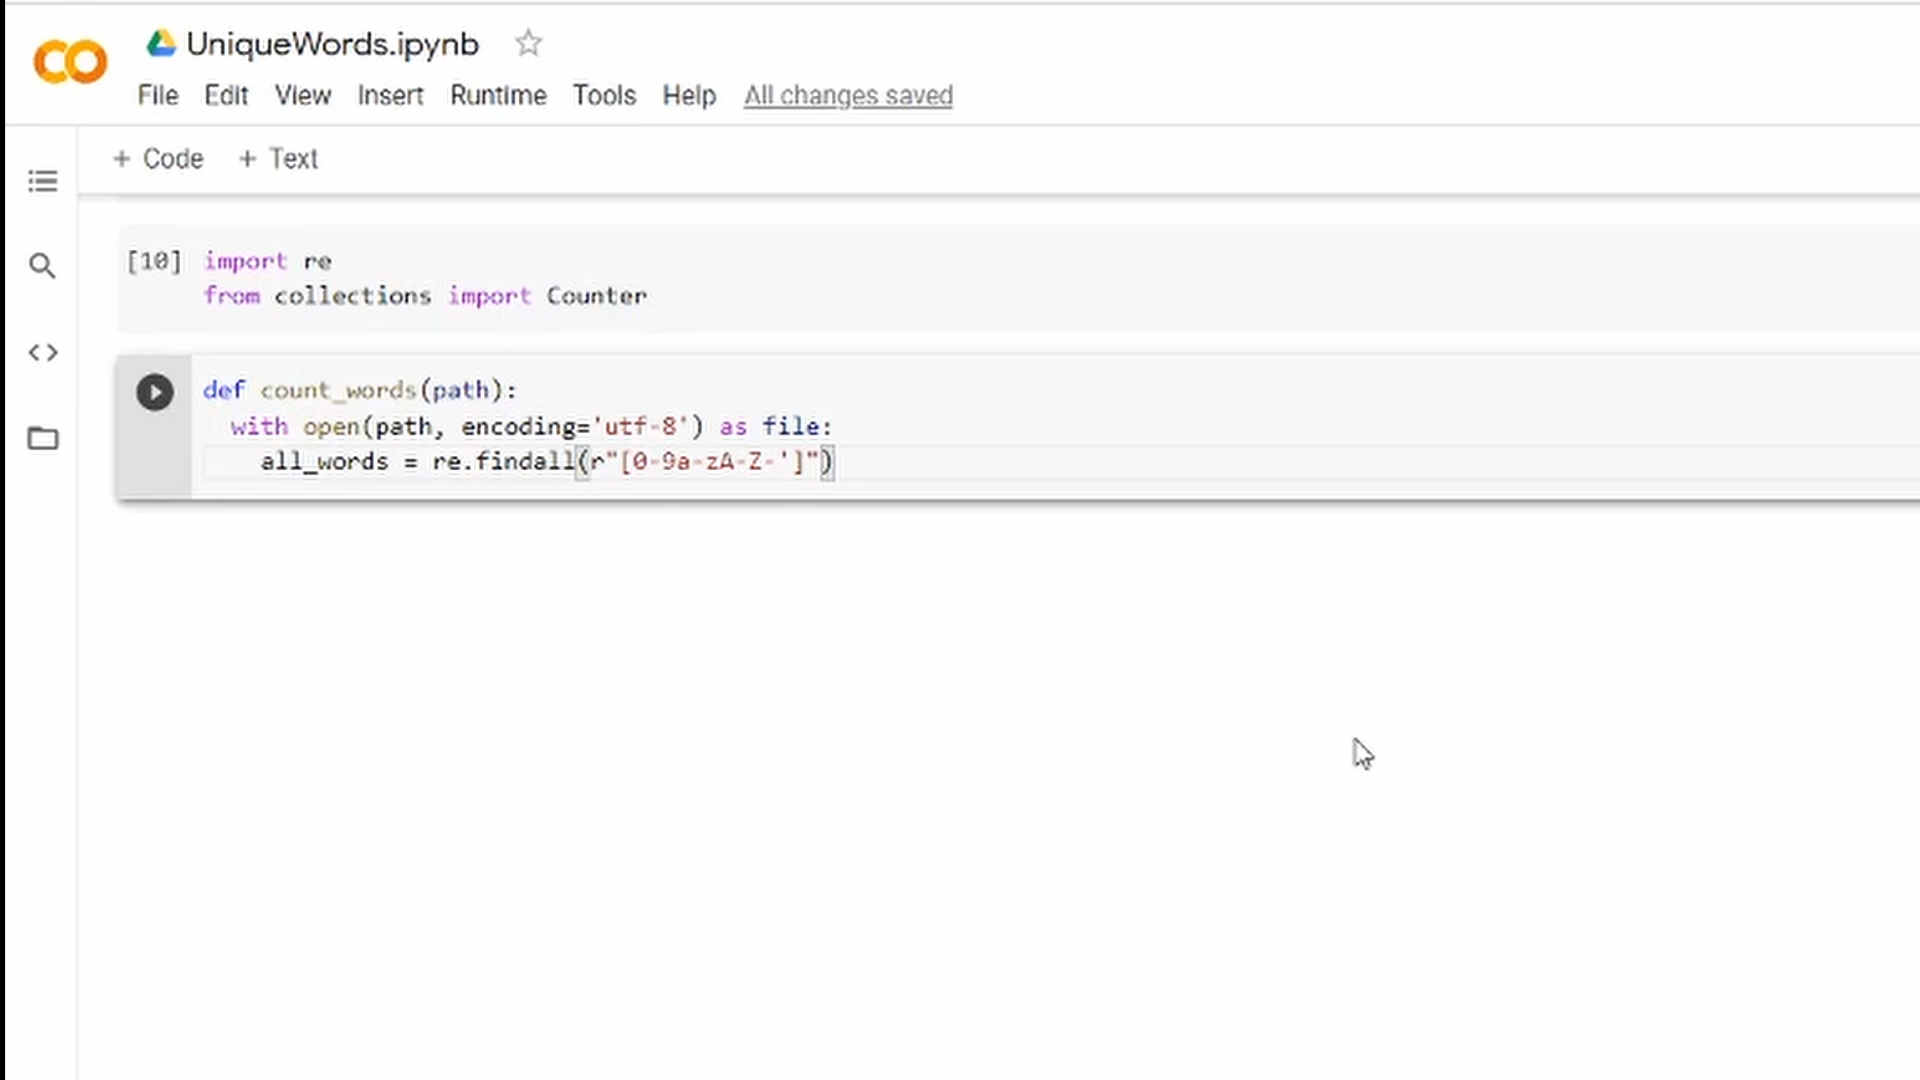 UniqueWords.ipynb
File Edit View Insert Runtime Tools Help All changes saved
+ Code + Text
[10] import re
from collections import Counter
def count_words(path):
with open(path, encoding='utf-8') as file:
all_words = re.findall(r"[0-9a-zA-Z-']")